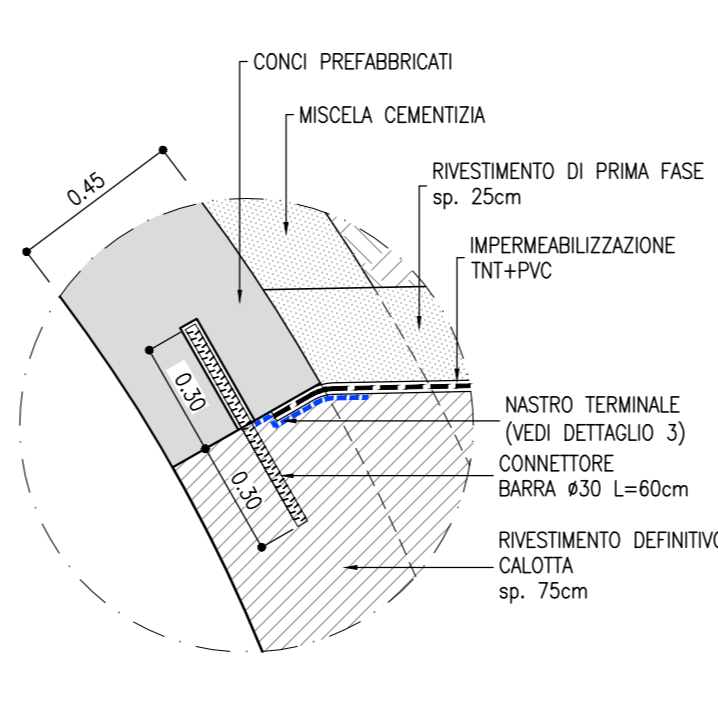 CONCI PREFABBRICATI
MISCELA CEMENTIZIA
0.45
RIVESTIMENTO DI PRIMA FASE
sp. 25cm
IMPERMEABILIZZAZIONE
TNT+PVC
0.30
NASTRO TERMINALE
(VEDI DETTAGLIO 3)
CONNETTORE
BARRA ø30 L=60cm
0.30
RIVESTIMENTO DEFINITIVO
CALOTTA
sp. 75cm